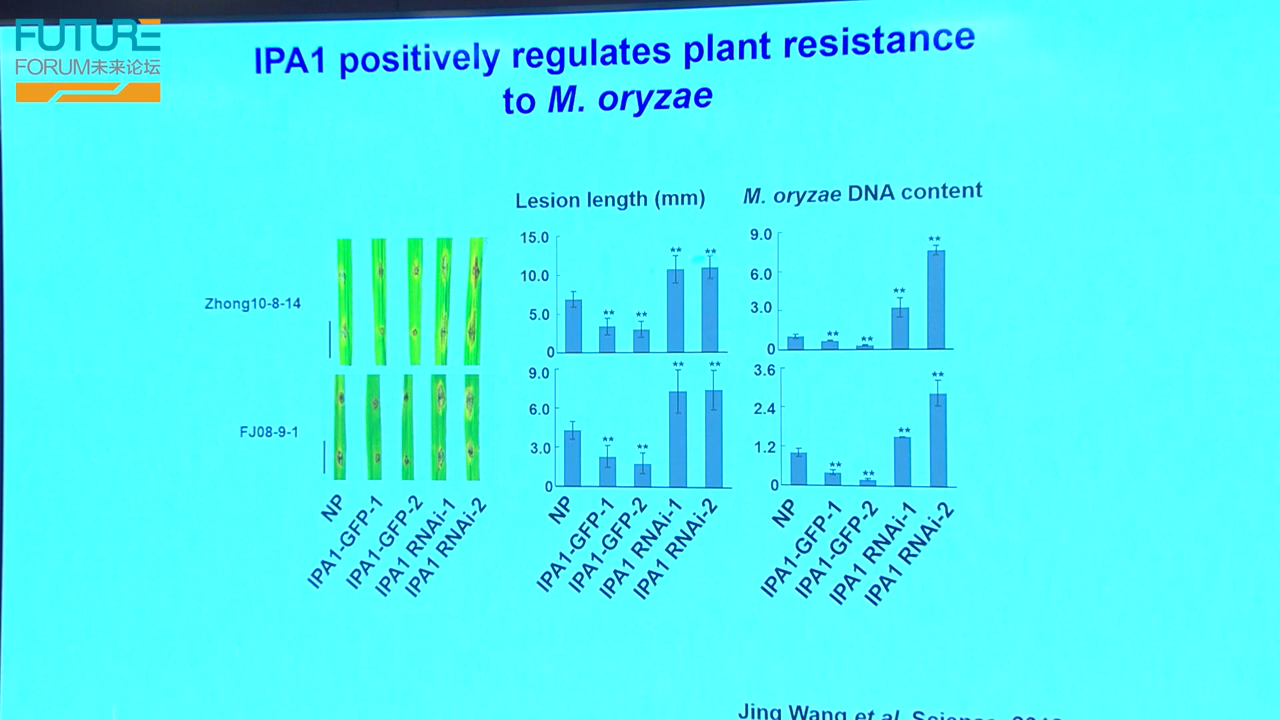 FUTURE
FORUM未来论坛
IPA1 positively regulates plant resistance
to M. oryzae
Lesion length (mm)
M. oryzae DNA content
Zhong10-8-14
15.0
10.0
5.0
0
9.0
6.0
3.0
0
** ** ** **
** ** ** **
FJ08-9-1
9.0
6.0
3.0
0
3.6
2.4
1.2
0
** ** ** **
** ** ** **
NP
IPA1-GFP-1
IPA1-GFP-2
IPA1 RNAi-1
IPA1 RNAi-2
NP
IPA1-GFP-1
IPA1-GFP-2
IPA1 RNAi-1
IPA1 RNAi-2
NP
IPA1-GFP-1
IPA1-GFP-2
IPA1 RNAi-1
IPA1 RNAi-2
Jing Wang et al. Science